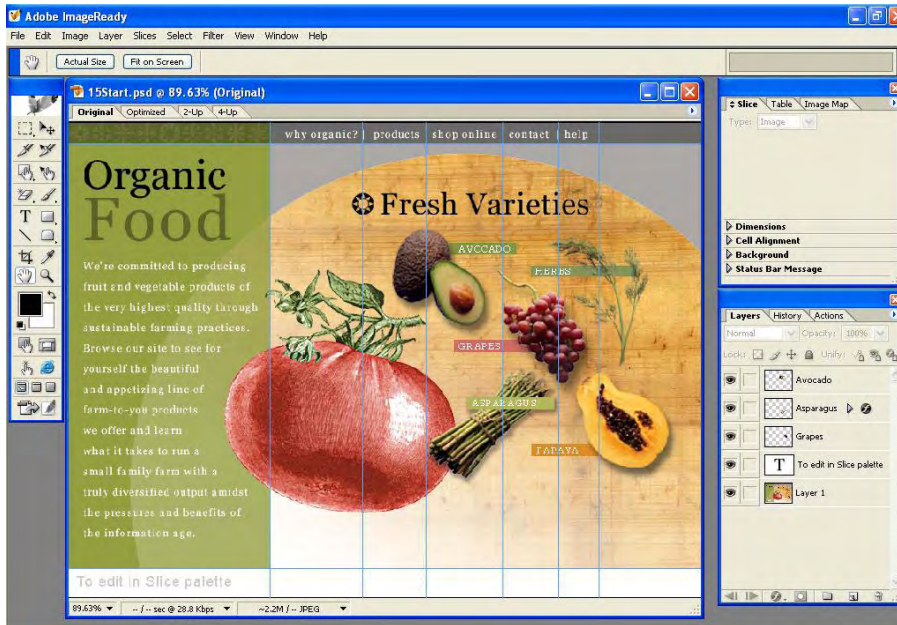 Adobe ImageReady
File Edit Image Layer Slices Select Filter View Window Help
Actual Size Fit on Screen
15Start.psd @ 89.63% (Original)
Original Optimized 2-Up 4-Up
why organic? products shop online contact help
Organic
Food
We're committed to producing
fruit and vegetable products of
the very highest quality through
sustainable farming practices.
Browse our site to see for
yourself the beautiful
and appetizing line of
farm-to-you products
we offer and learn
what it takes to run a
small family farm with a
truly diversified output amidst
the pressures and benefits of
the information age.
Fresh Varieties
AVOCADO
HERBS
GRAPES
ASPARAGUS
PAPAYA
To edit in Slice palette
89.63% -- / -- sec @ 28.8 Kbps ~2.2M / -- JPEG
Slice Table Image Map
Type: Image
Dimensions
Cell Alignment
Background
Status Bar Message
Layers History Actions
Normal Opacity: 100%
Lock: Unify:
Avocado
Asparagus
Grapes
T To edit in Slice palette
Layer 1